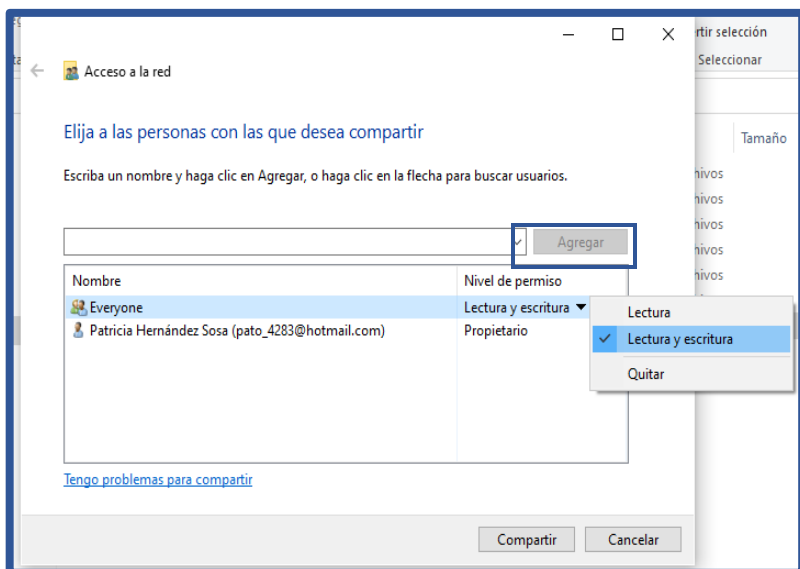 rtir selección
Acceso a la red
Seleccionar
Elija a las personas con las que desea compartir
Tamaño
Escriba un nombre y haga clic en Agregar, o haga clic en la flecha para buscar usuarios.
Agregar
Nombre Nivel de permiso
Everyone Lectura y escritura
Patricia Hernández Sosa (pato_4283@hotmail.com) Propietario
Lectura
Lectura y escritura
Quitar
hivos
hivos
hivos
hivos
hivos
Tengo problemas para compartir
Compartir Cancelar